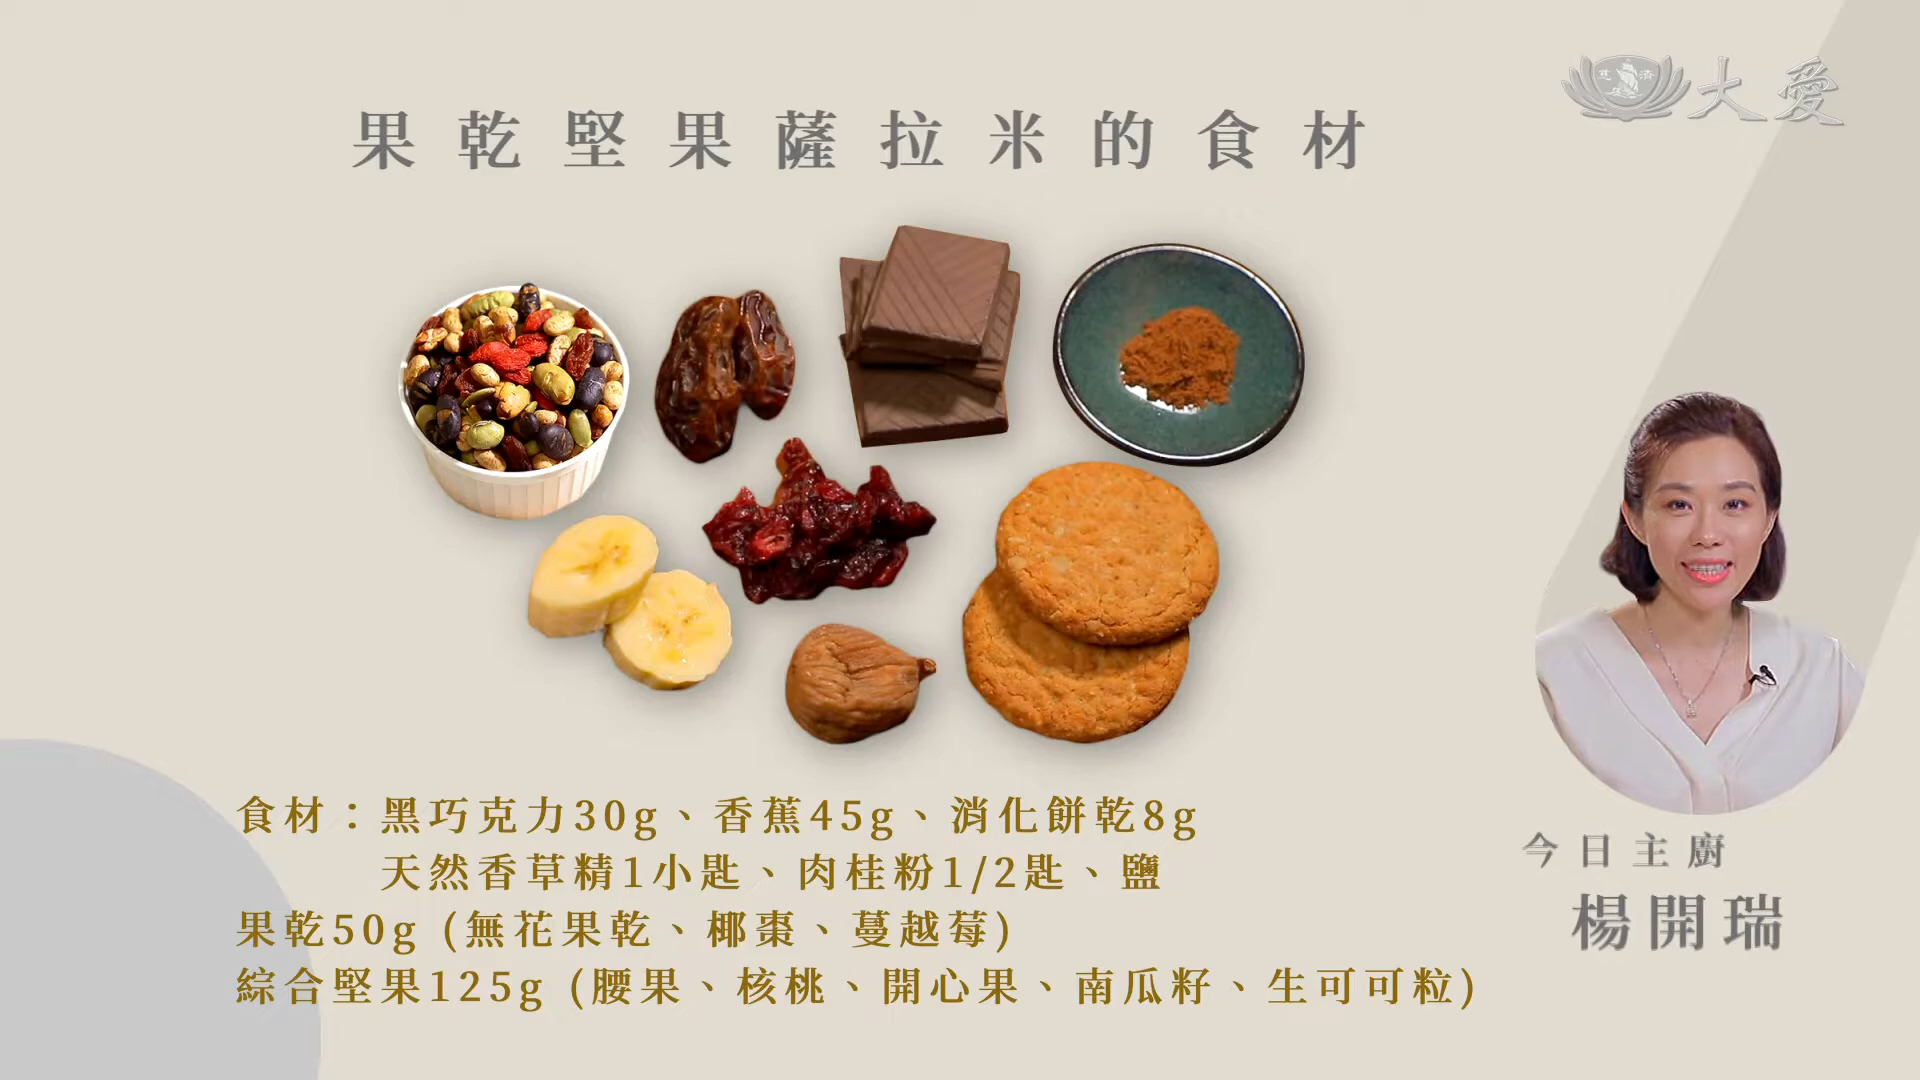 大愛
慈濟
果乾堅果薩拉米的食材
食材：黑巧克力30g、香蕉45g、消化餅乾8g
天然香草精1小匙、肉桂粉1/2匙、鹽
果乾50g (無花果乾、椰棗、蔓越莓)
綜合堅果125g (腰果、核桃、開心果、南瓜籽、生可可粒)
今日主廚
楊開瑞